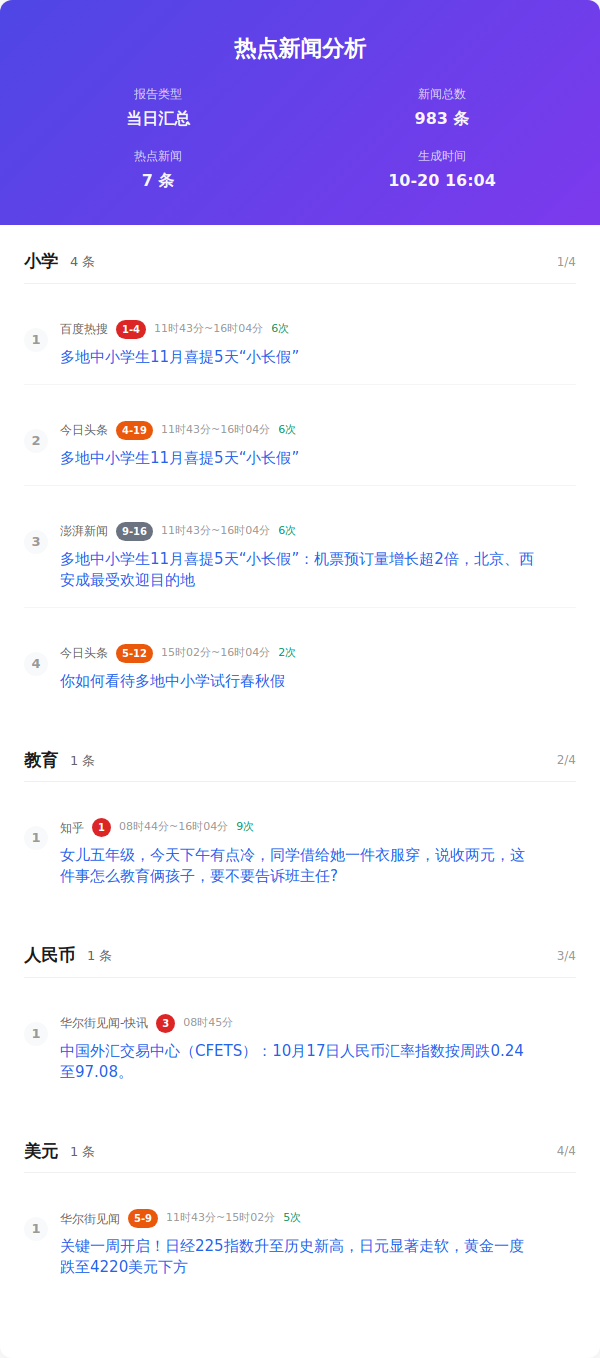 热点新闻分析
报告类型
新闻总数
当日汇总
983 条
热点新闻
生成时间
7 条
10-20 16:04
小学 4 条 1/4
1 百度热搜 1-4 11时43分~16时04分 6次
多地中小学生11月喜提5天“小长假”
2 今日头条 4-19 11时43分~16时04分 6次
多地中小学生11月喜提5天“小长假”
3 澎湃新闻 9-16 11时43分~16时04分 6次
多地中小学生11月喜提5天“小长假”：机票预订量增长超2倍，北京、西
安成最受欢迎目的地
4 今日头条 5-12 15时02分~16时04分 2次
你如何看待多地中小学试行春秋假
教育 1 条 2/4
1 知乎 1 08时44分~16时04分 9次
女儿五年级，今天下午有点冷，同学借给她一件衣服穿，说收两元，这
件事怎么教育俩孩子，要不要告诉班主任?
人民币 1 条 3/4
1 华尔街见闻-快讯 3 08时45分
中国外汇交易中心（CFETS）：10月17日人民币汇率指数按周跌0.24
至97.08。
美元 1 条 4/4
1 华尔街见闻 5-9 11时43分~15时02分 5次
关键一周开启！日经225指数升至历史新高，日元显著走软，黄金一度
跌至4220美元下方